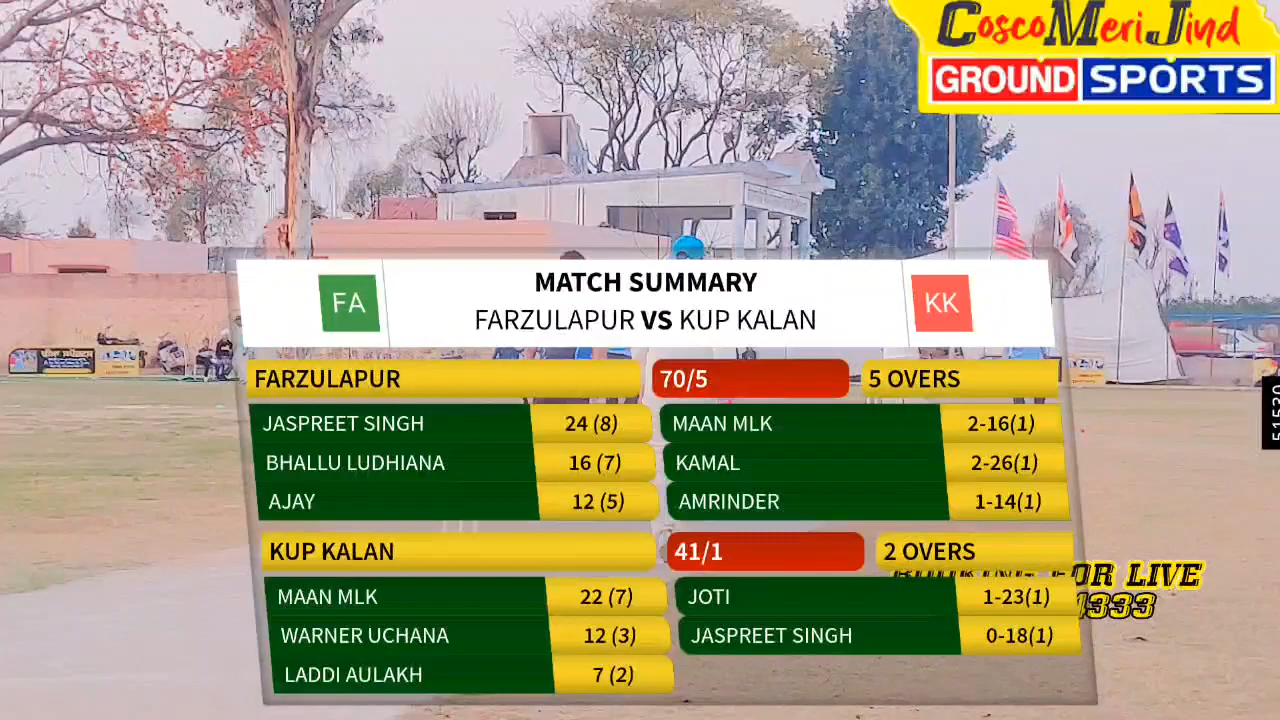 CoscoMeriJind
GROUND SPORTS
MATCH SUMMARY
FA
FARZULAPUR VS KUP KALAN
KK
FARZULAPUR 70/5 5 OVERS
JASPREET SINGH 24 (8) MAAN MLK 2-16(1)
BHALLU LUDHIANA 16 (7) KAMAL 2-26(1)
AJAY 12 (5) AMRINDER 1-14(1)
KUP KALAN 41/1 2 OVERS
FOR LIVE
MAAN MLK 22 (7) JOTI 1-23(1)
WARNER UCHANA 12 (3) JASPREET SINGH 0-18(1)
LADDI AULAKH 7 (2)